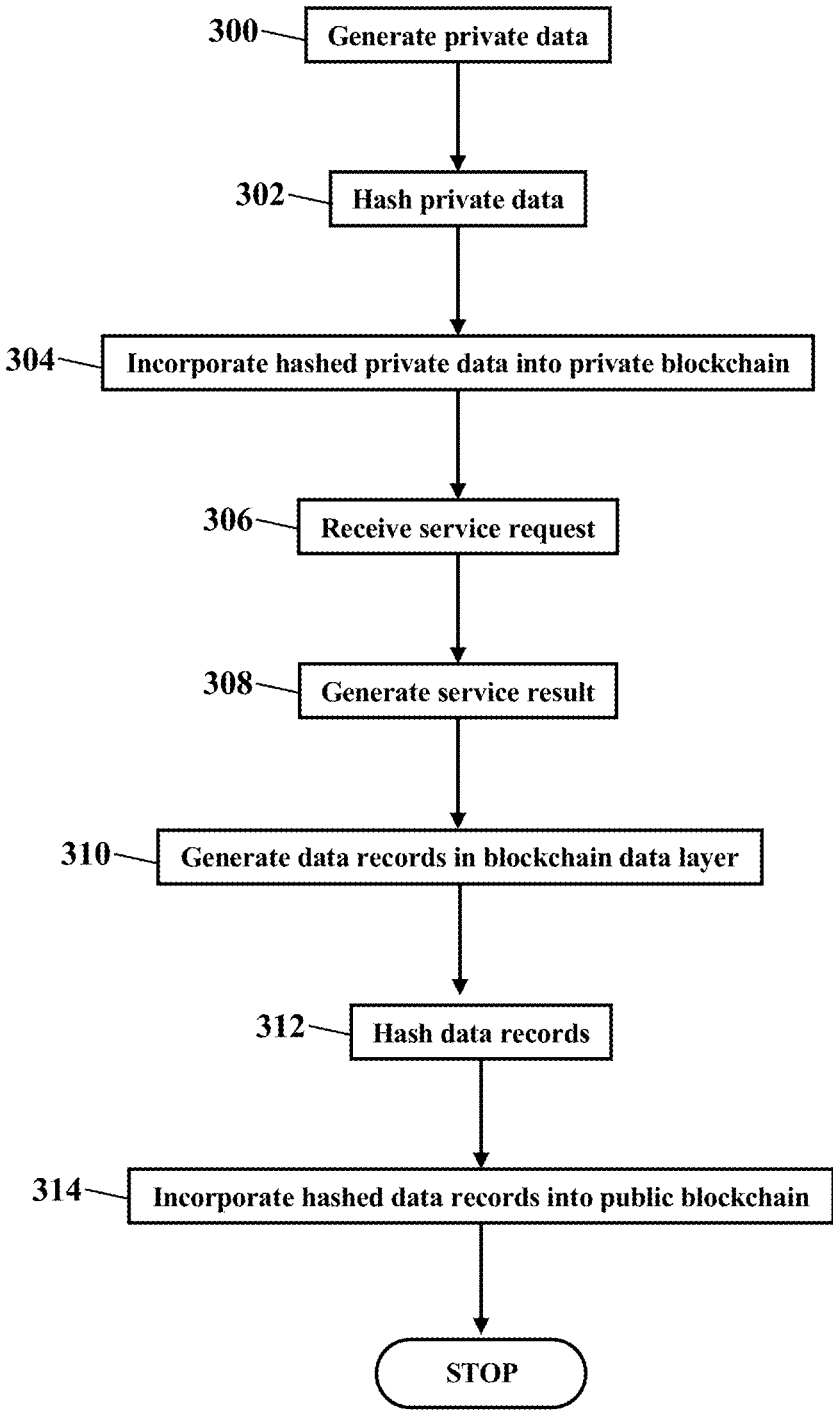 300 Generate private data
302 Hash private data
304 Incorporate hashed private data into private blockchain
306 Receive service request
308 Generate service result
310 Generate data records in blockchain data layer
312 Hash data records
314 Incorporate hashed data records into public blockchain
STOP